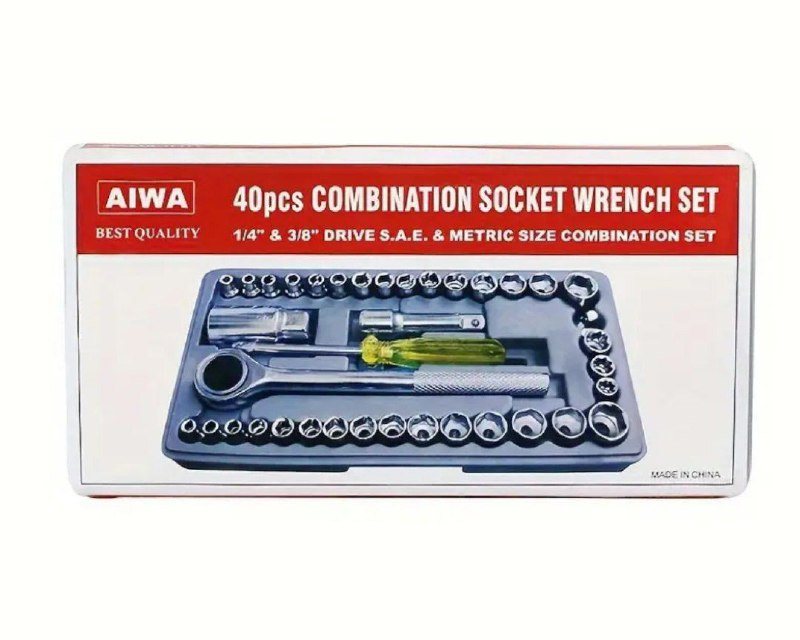 AIWA
BEST QUALITY
40pcs COMBINATION SOCKET WRENCH SET
1/4" & 3/8" DRIVE S.A.E. & METRIC SIZE COMBINATION SET
MADE IN CHINA